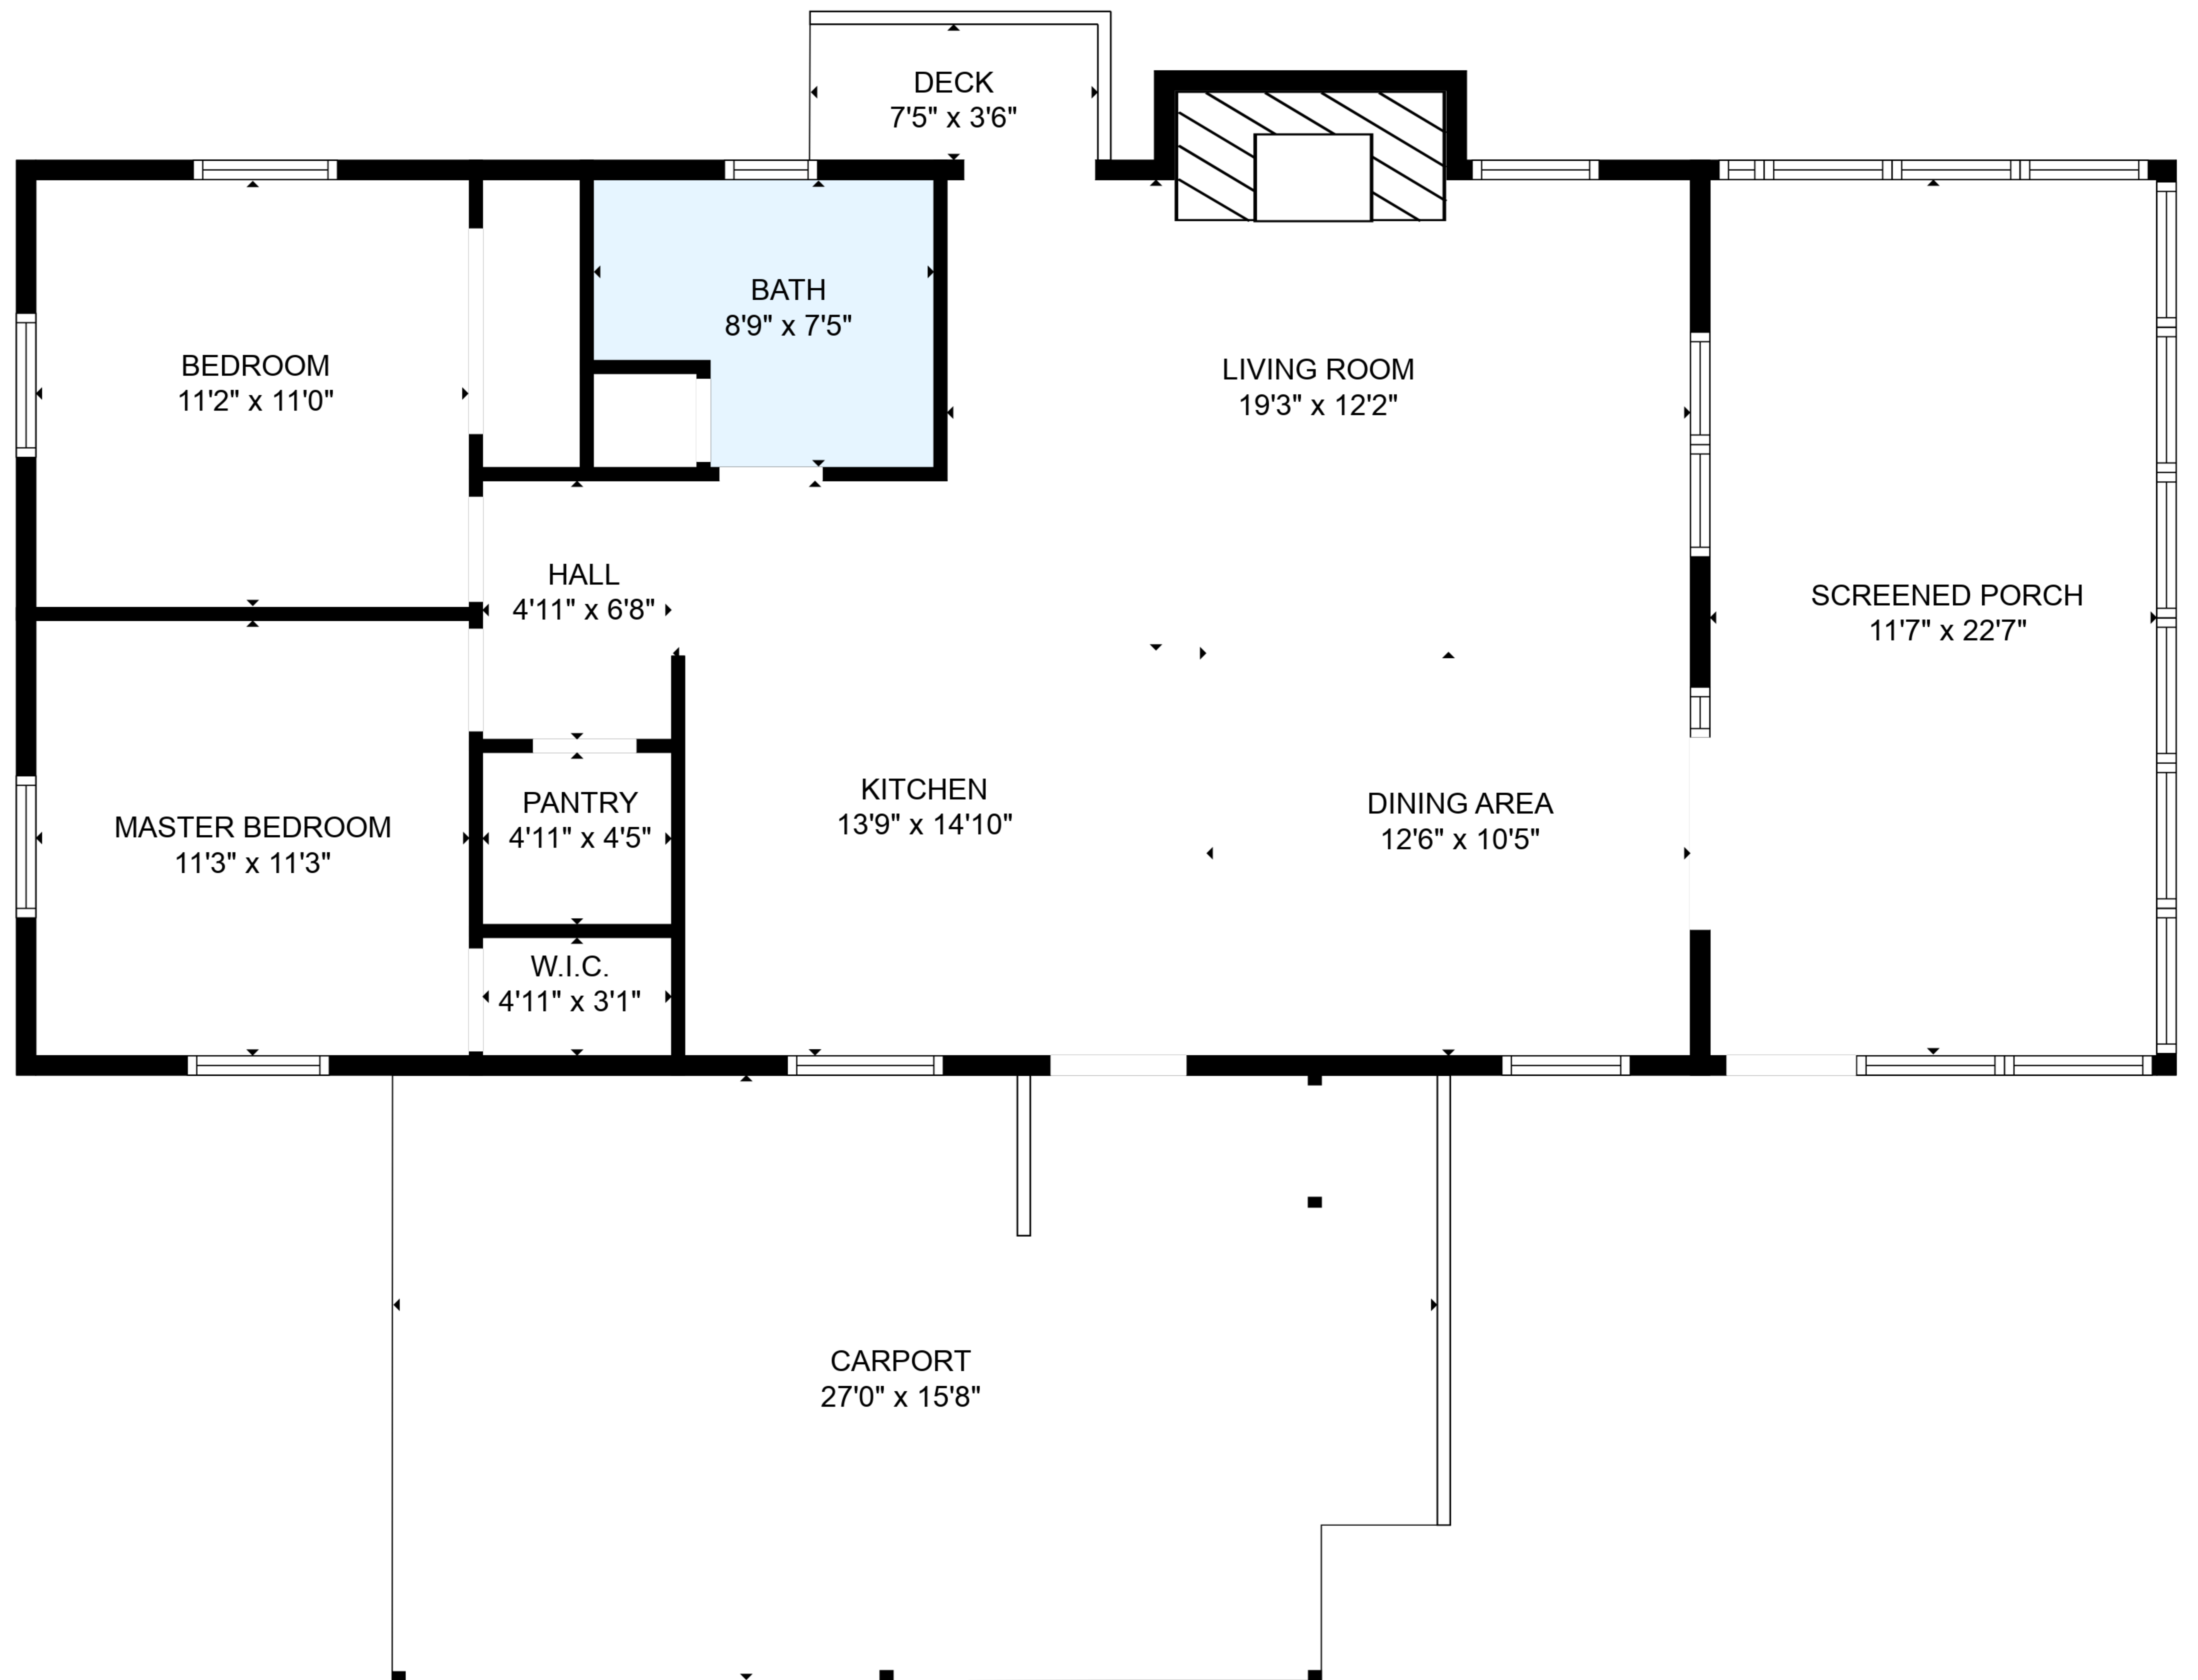 DECK
7'5" x 3'6"
BATH
8'9" x 7'5"
BEDROOM
11'2" x 11'0"
LIVING ROOM
19'3" x 12'2"
HALL
4'11" x 6'8"
SCREENED PORCH
11'7" x 22'7"
MASTER BEDROOM
11'3" x 11'3"
PANTRY
4'11" x 4'5"
KITCHEN
13'9" x 14'10"
DINING AREA
12'6" x 10'5"
W.I.C.
4'11" x 3'1"
CARPORT
27'0" x 15'8"